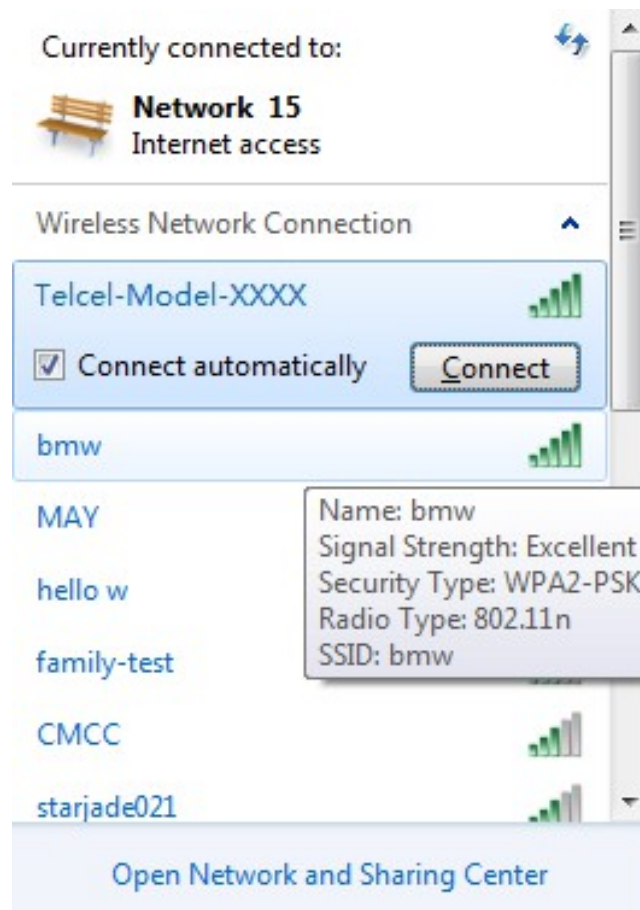 Currently connected to:
Network 15
Internet access
Wireless Network Connection
Telcel-Model-XXXX
Connect automatically
Connect
bmw
MAY
hello w
family-test
CMCC
starjade021
Name: bmw
Signal Strength: Excellent
Security Type: WPA2-PSK
Radio Type: 802.11n
SSID: bmw
Open Network and Sharing Center